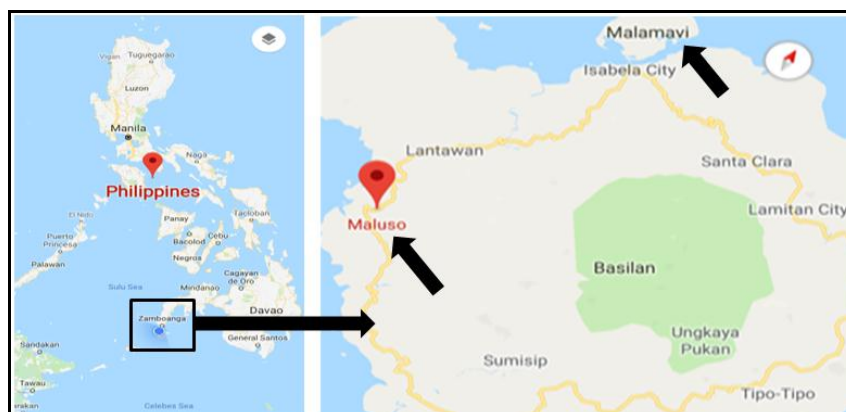 Vigan
Tuguegarao
Luzon
Manila
Naga
Philippines
Panay
Tacloban
El Nido
Puerto
Princesa
Bacolod
Cebu
Palawan
Negros
Cagayan
de Oro
Sulu Sea
Mindanao
Zamboanga
Davao
General Santos
Sandakan
Tawau
arakan
Celebes Sea
Malamavi
Isabela City
Lantawan
Santa Clara
Maluso
Lamitan City
Basilan
Ungkaya
Pukan
Sumisip
Tipo-Tipo